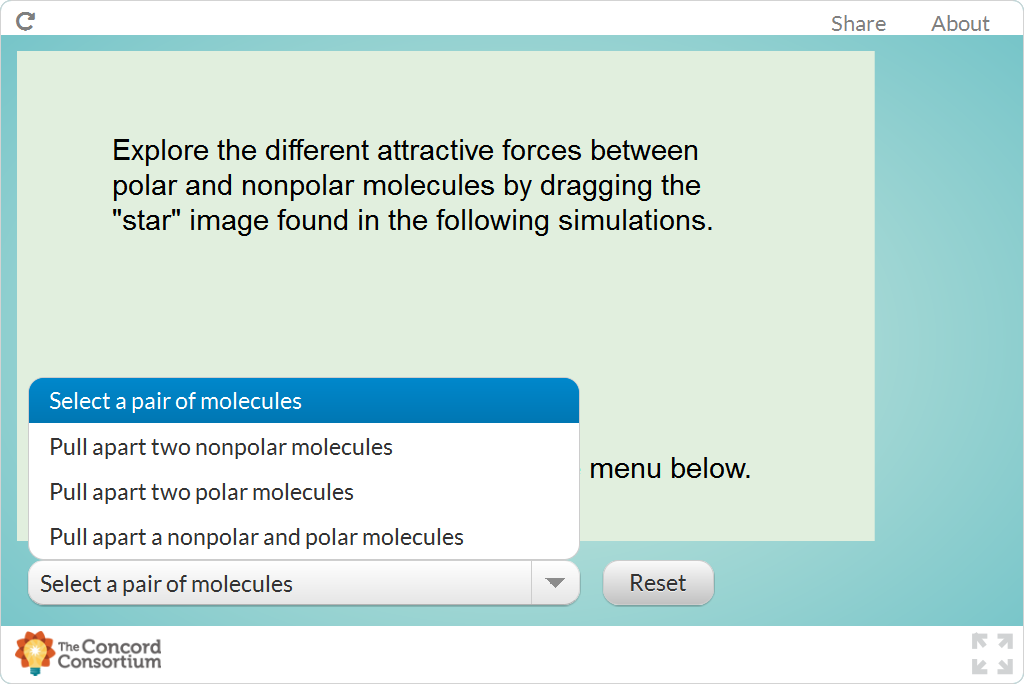 Share
About
Explore the different attractive forces between
polar and nonpolar molecules by dragging the
"star" image found in the following simulations.
Select a pair of molecules
Pull apart two nonpolar molecules
menu below.
Pull apart two polar molecules
Pull apart a nonpolar and polar molecules
Select a pair of molecules
Reset
The Concord
Consortium